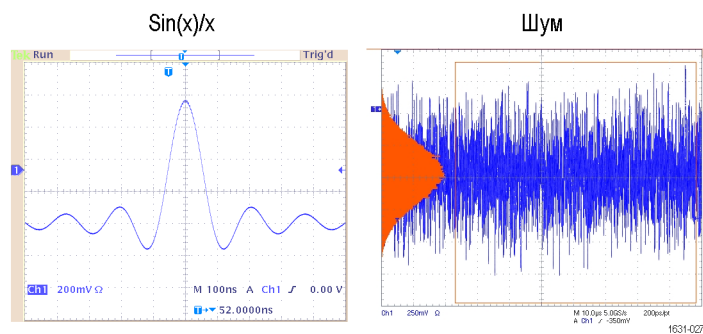 Sin(x)/x
Шум
Run
Trig'd
T
T
1
Ch1 200mV Ω M 100ns A Ch1 ʃ 0.00 V
T→▾ 52.0000ns
1
Ch1 250mV Ω M 10.0µs 5.0GS/s 200ps/pt
A Ch1 ∕ -350mV
1631-027